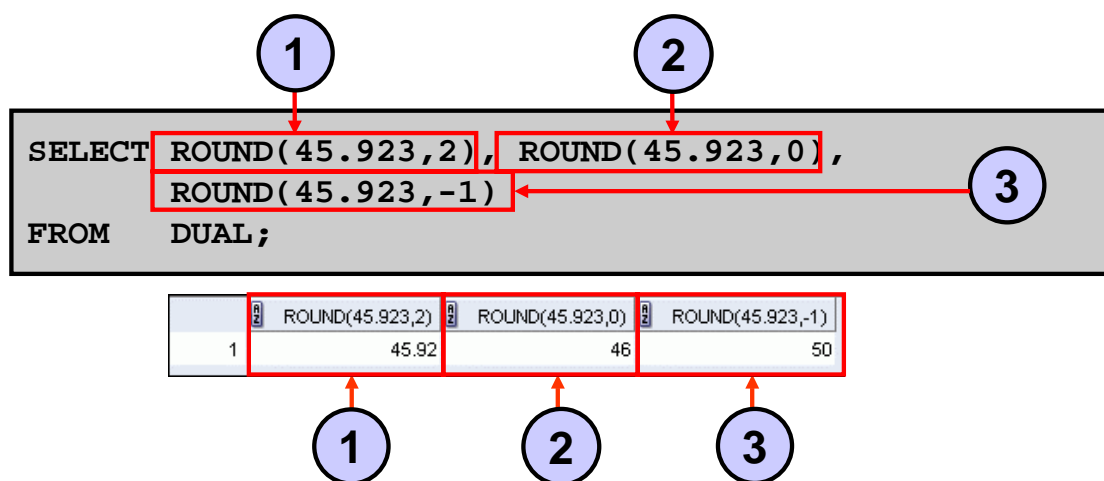 1 2
SELECT ROUND(45.923,2), ROUND(45.923,0),
ROUND(45.923,-1) 3
FROM DUAL;
ROUND(45.923,2) ROUND(45.923,0) ROUND(45.923,-1)
1 45.92 46 50
1 2 3